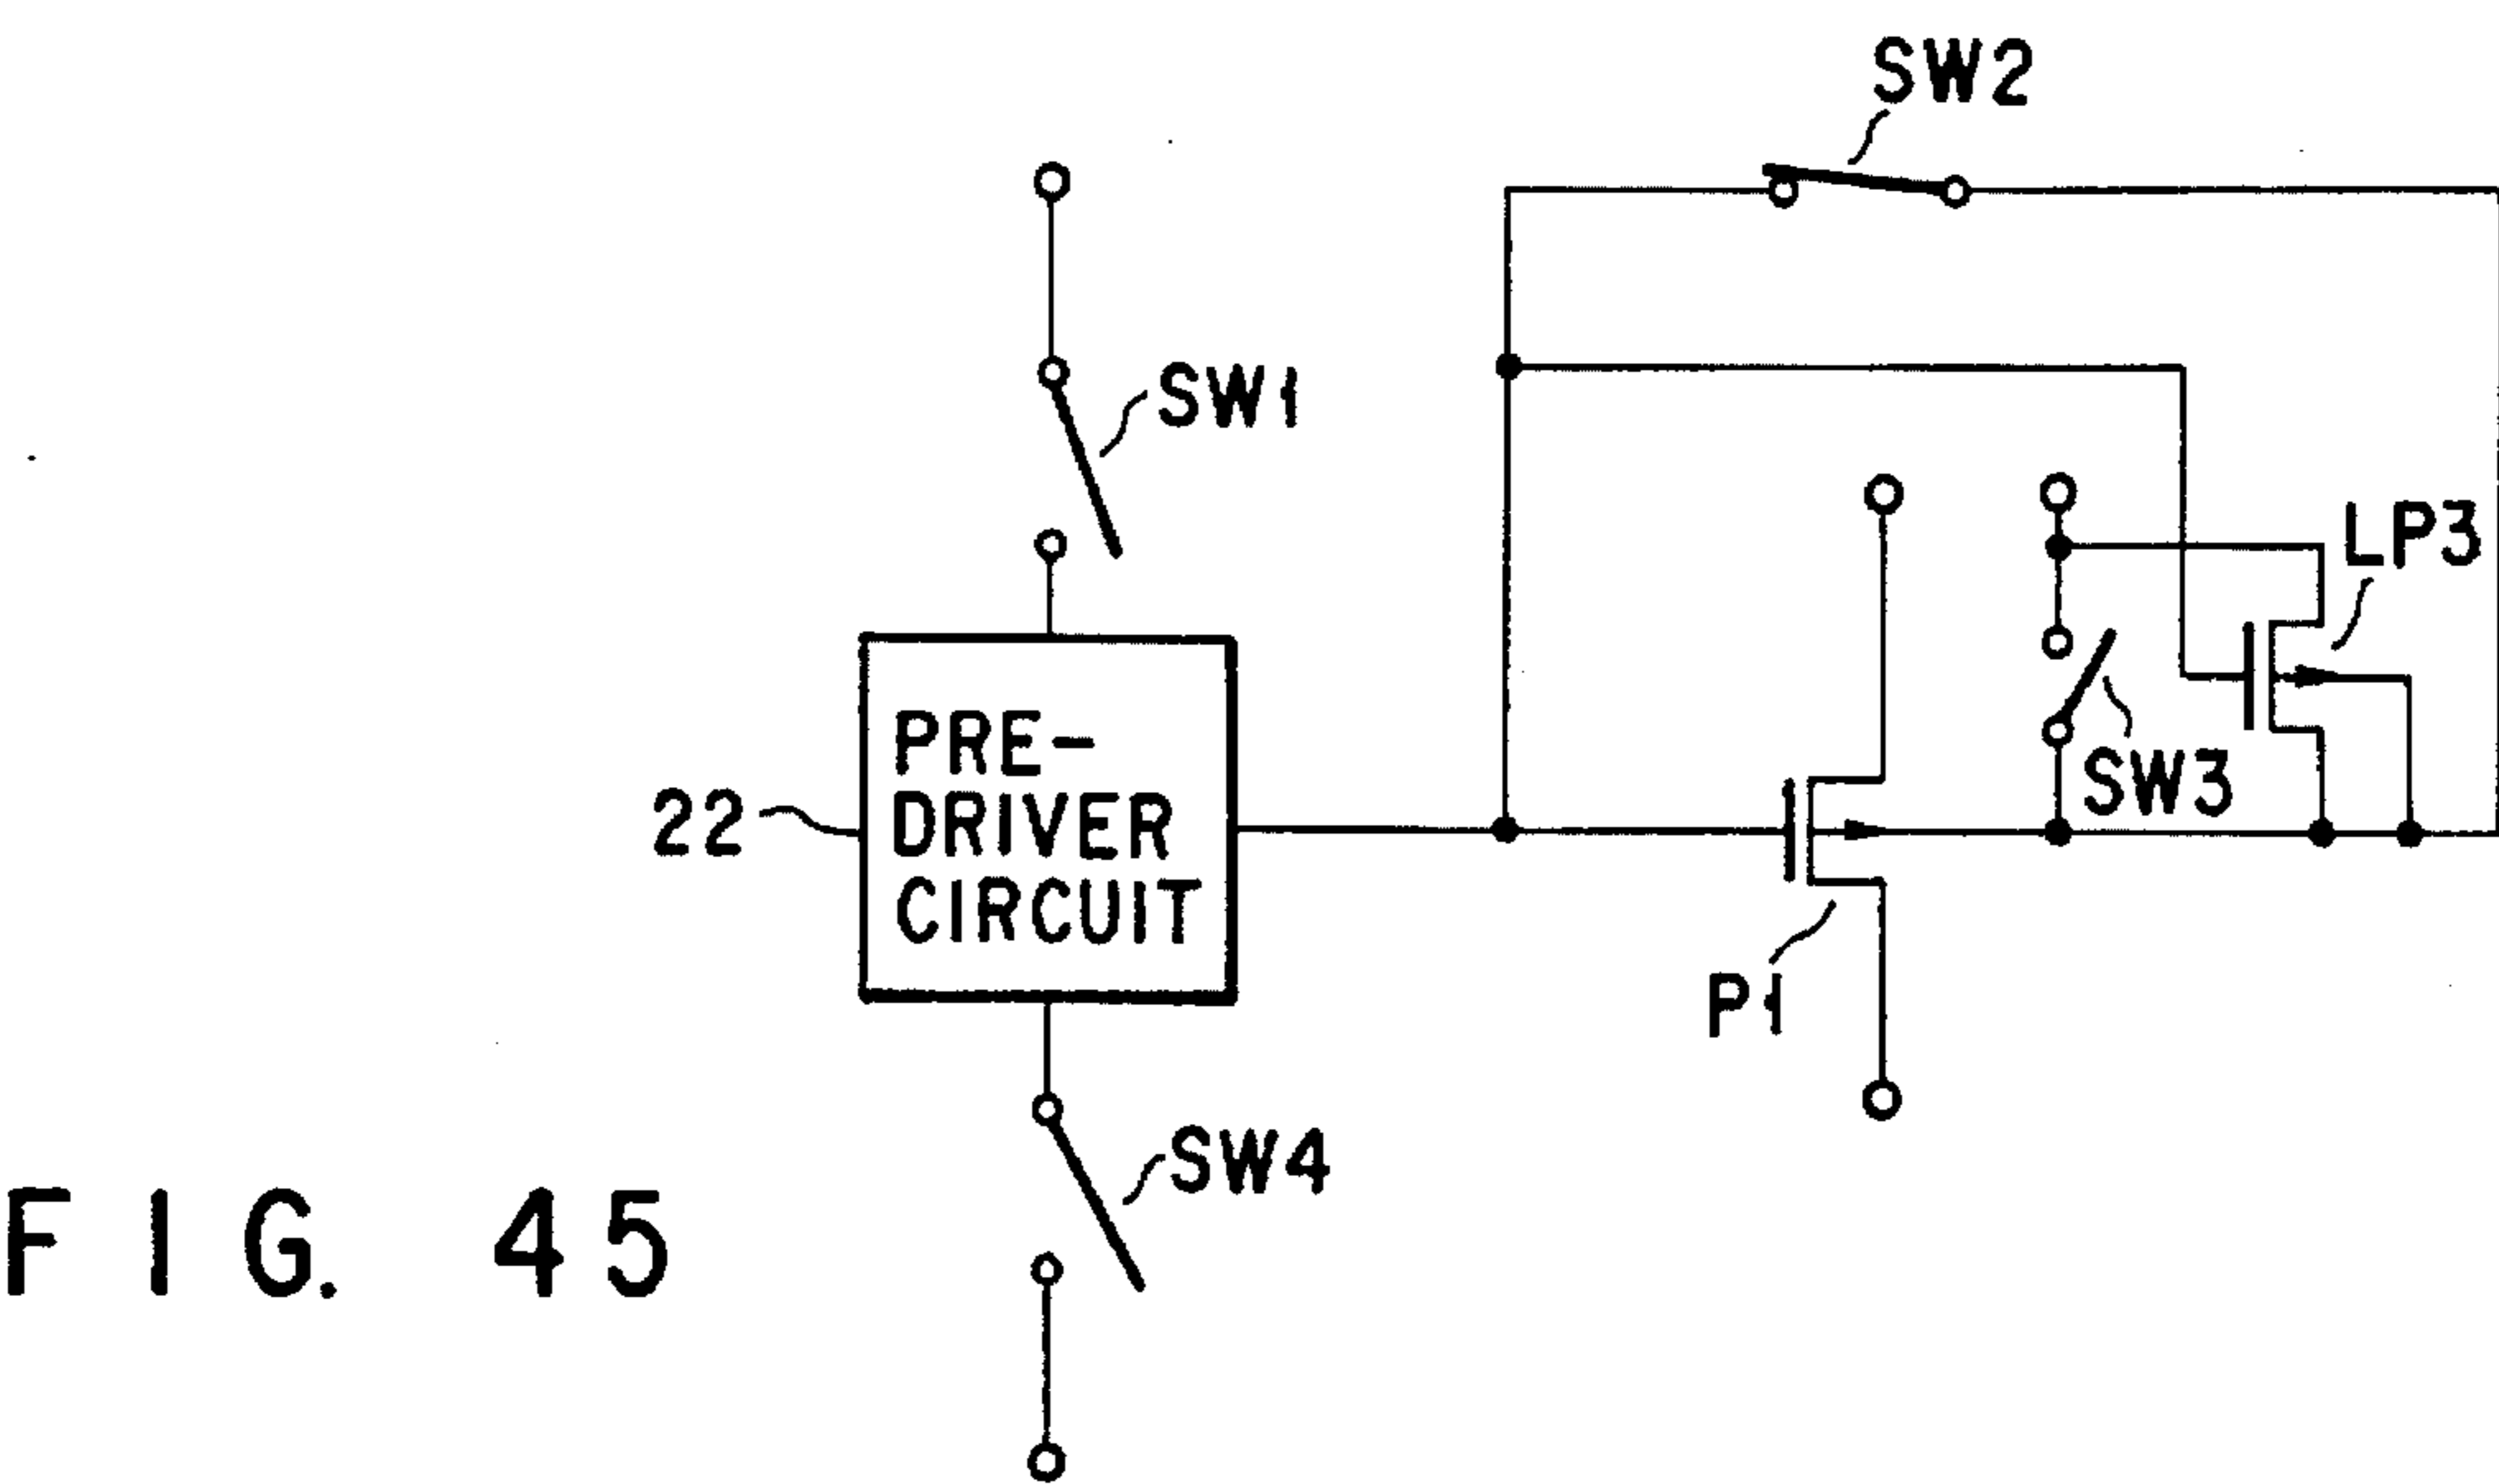 SW2
SW1
LP3
PRE-
DRIVER
CIRCUIT
22
SW3
P1
SW4
FIG. 45